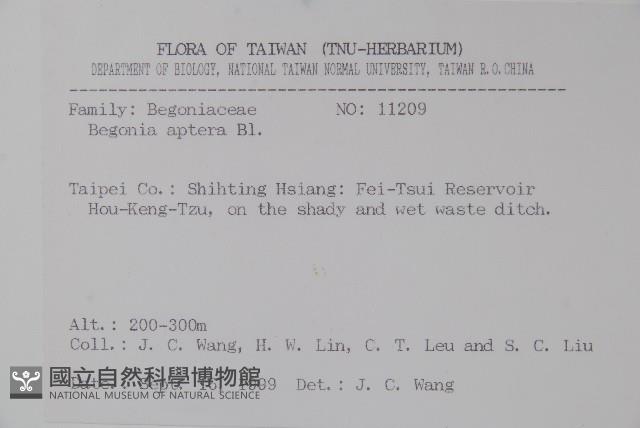 FLORA OF TAIWAN (TNU-HERBARIUM)
DEPARTMENT OF BIOLOGY, NATIONAL TAIWAN NORMAL UNIVERSITY, TAIWAN R.O.CHINA
Family: Begoniaceae NO: 11209
Begonia aptera Bl.
Taipei Co.: Shihting Hsiang: Fei-Tsui Reservoir
Hou-Keng-Tzu, on the shady and wet waste ditch.
Alt.: 200-300m
Coll.: J. C. Wang, H. W. Lin, C. T. Leu and S. C. Liu
國立自然科學博物館
Date: Sept. 1989 Det.: J. C. Wang
NATIONAL MUSEUM OF NATURAL SCIENCE